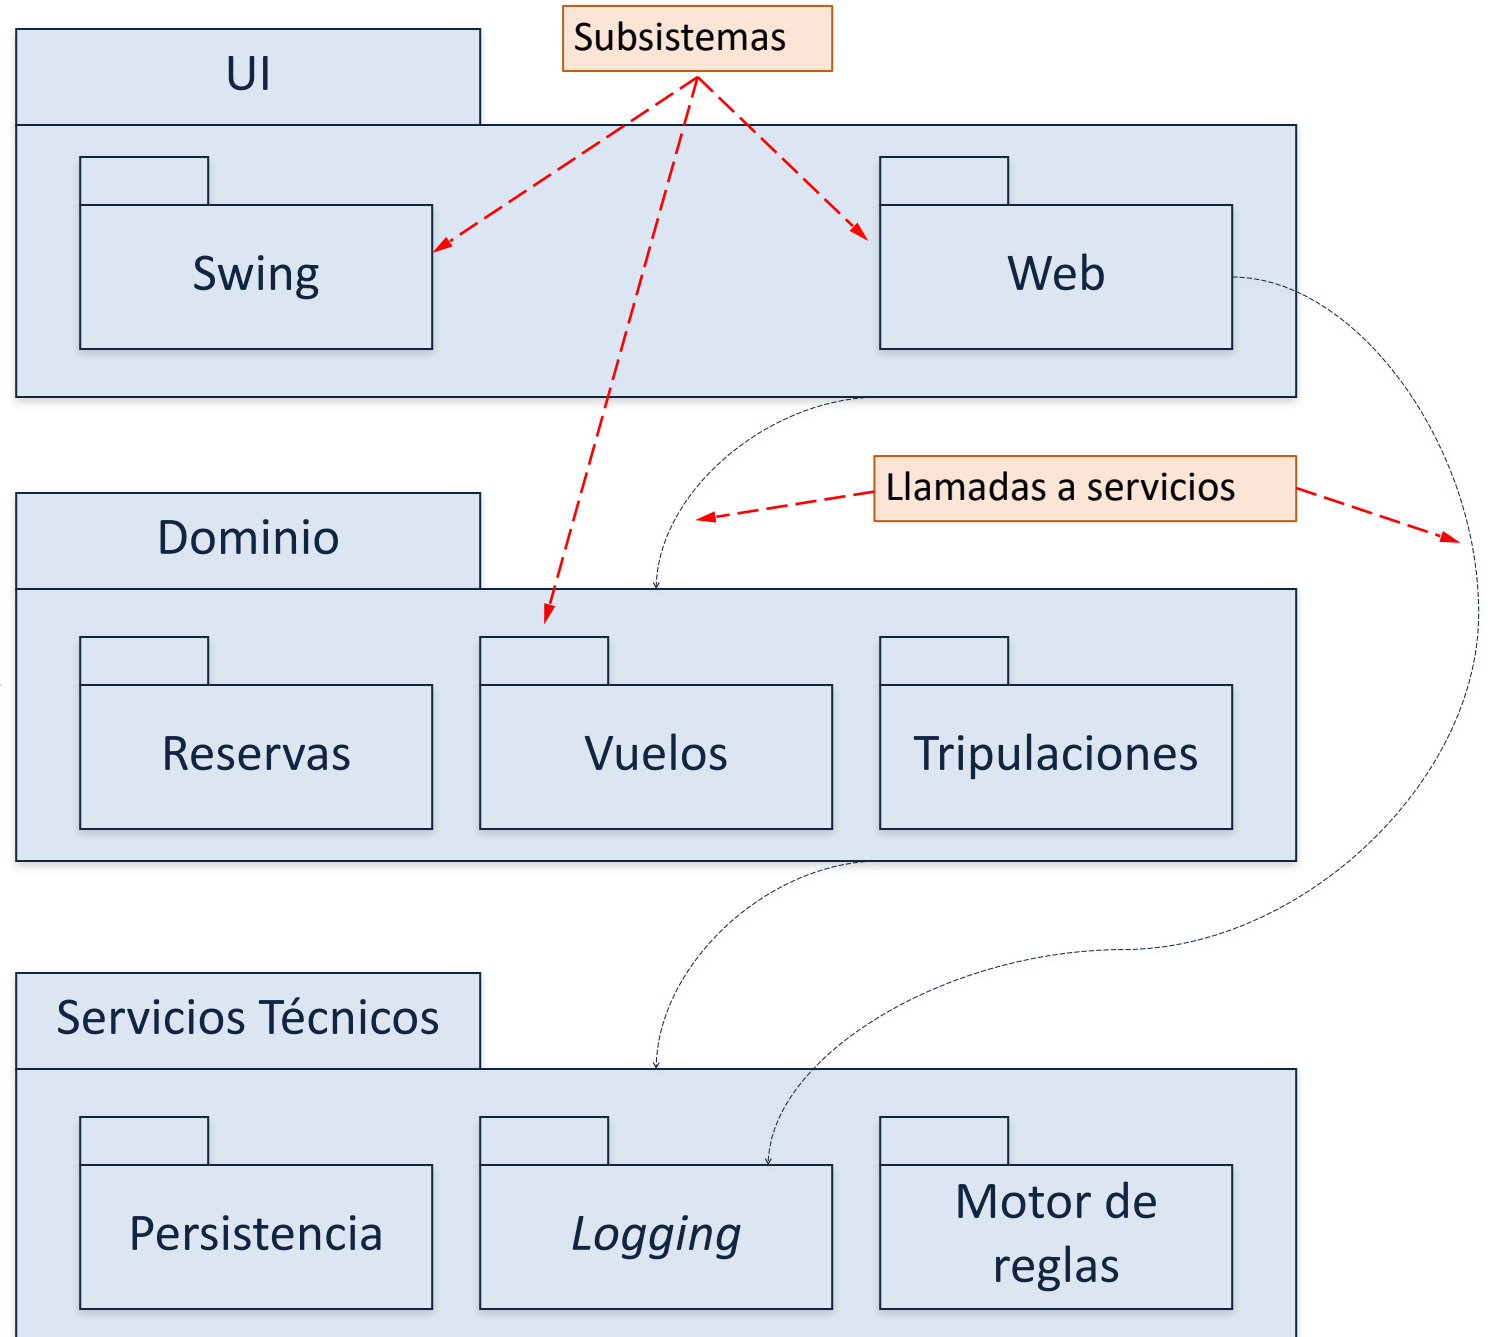 Subsistemas
UI
Swing
Web
Llamadas a servicios
Dominio
Reservas
Vuelos
Tripulaciones
Servicios Técnicos
Persistencia
Logging
Motor de
reglas